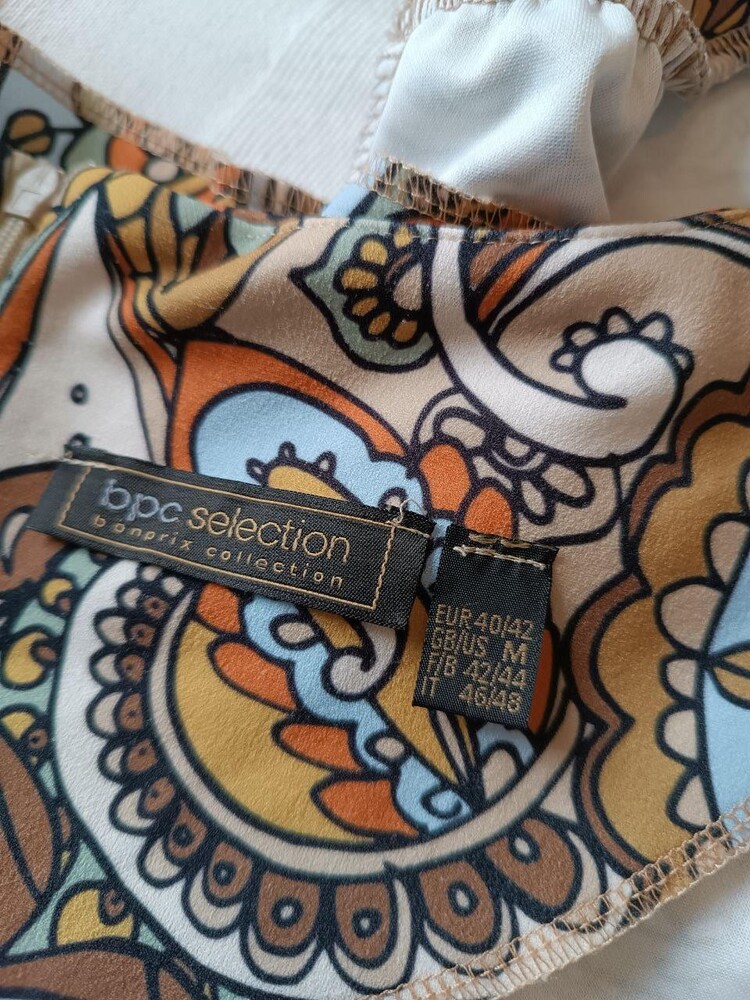 bpc selection
bonprix collection
EUR 40/42
GB/US M
F/B 42/44
IT 46/48